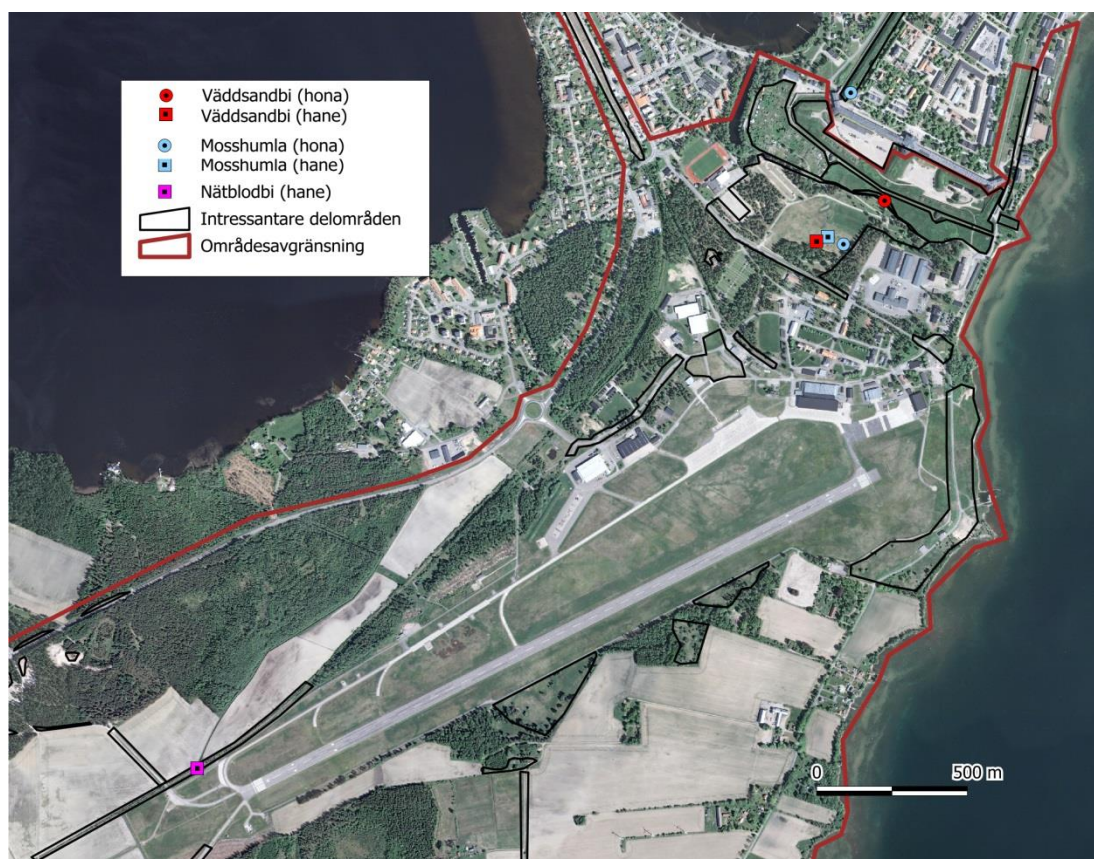 Väddsandbi (hona)
Väddsandbi (hane)
Mosshumla (hona)
Mosshumla (hane)
Nätblodbi (hane)
Intressantare delområden
Områdesavgränsning
0 500 m